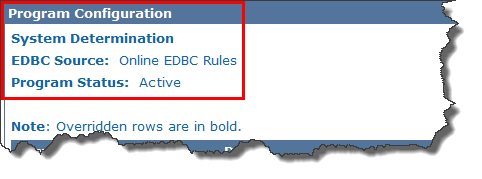 Program Configuration
System Determination
EDBC Source: Online EDBC Rules
Program Status: Active
Note: Overridden rows are in bold.